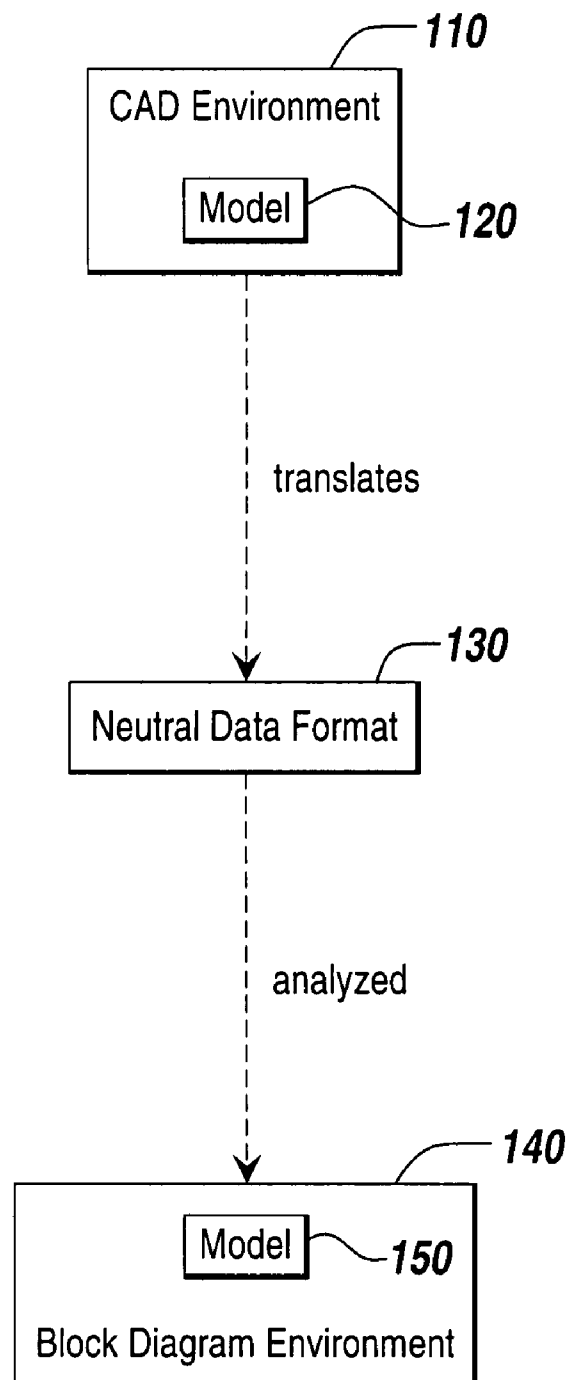 110
CAD Environment
Model
120
translates
130
Neutral Data Format
analyzed
140
Model
150
Block Diagram Environment